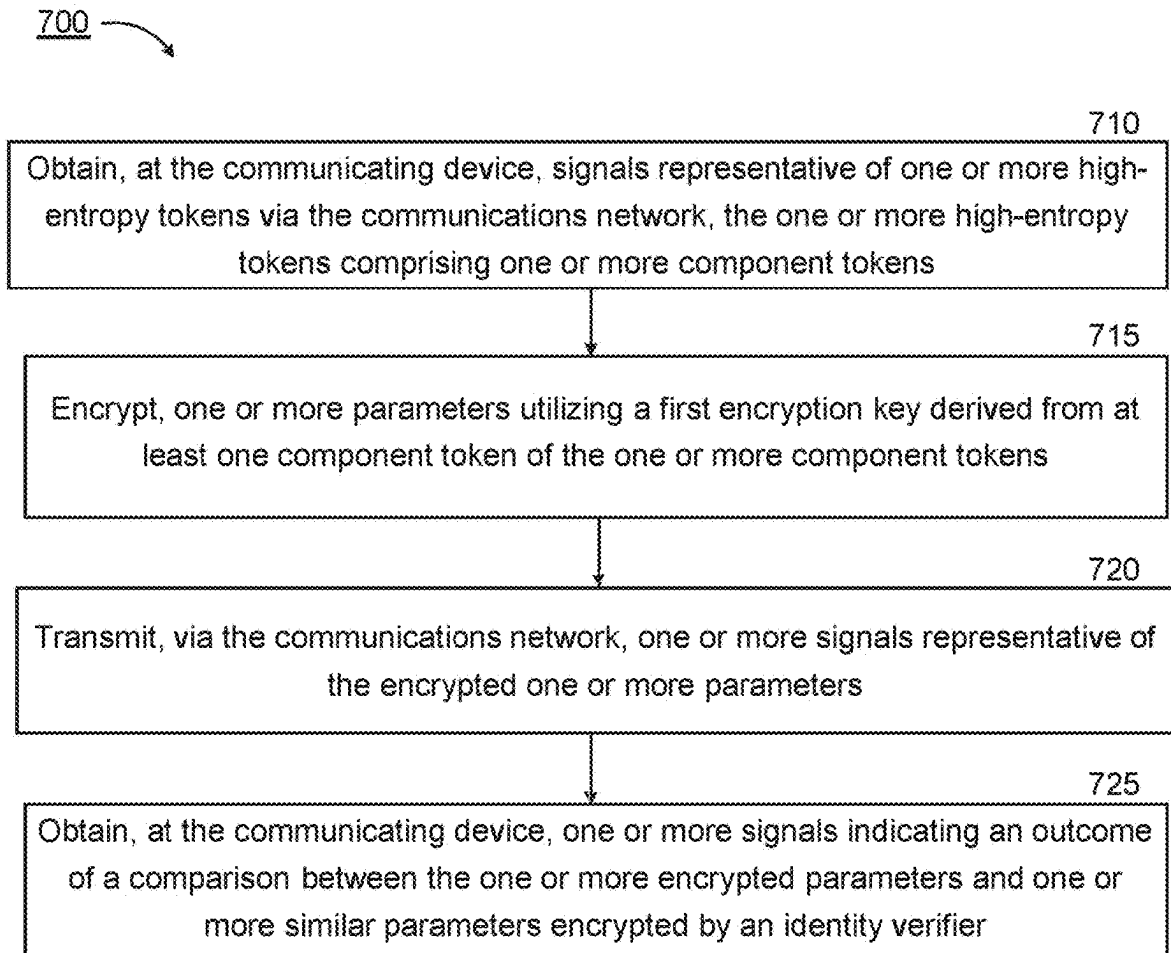 700
710
Obtain, at the communicating device, signals representative of one or more high-
entropy tokens via the communications network, the one or more high-entropy
tokens comprising one or more component tokens
715
Encrypt, one or more parameters utilizing a first encryption key derived from at
least one component token of the one or more component tokens
720
Transmit, via the communications network, one or more signals representative of
the encrypted one or more parameters
725
Obtain, at the communicating device, one or more signals indicating an outcome
of a comparison between the one or more encrypted parameters and one or
more similar parameters encrypted by an identity verifier